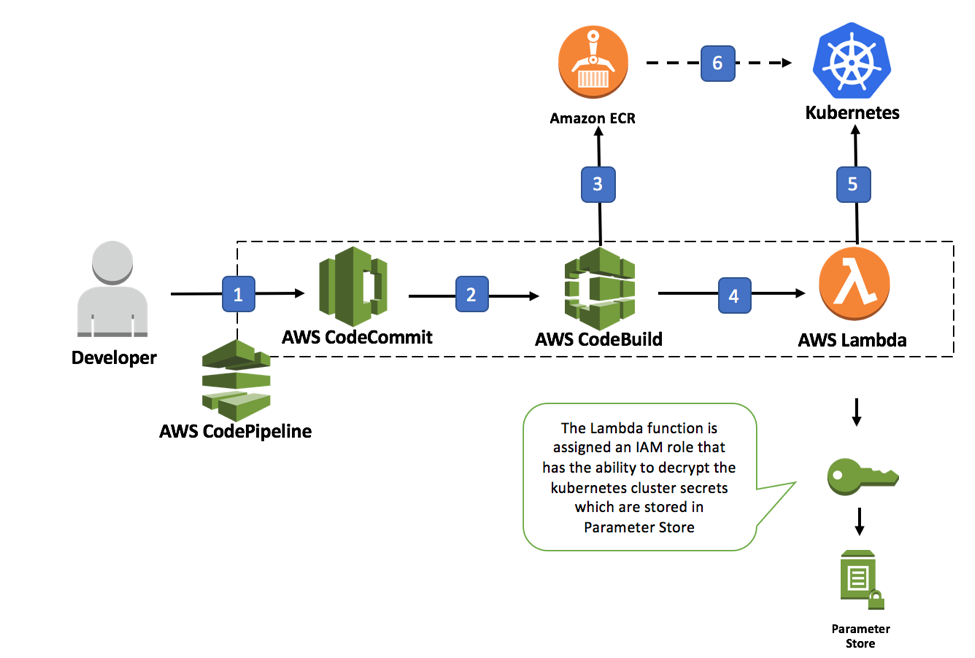 6
Amazon ECR
Kubernetes
3
5
1
2
4
AWS CodeCommit
AWS CodeBuild
AWS Lambda
Developer
AWS CodePipeline
The Lambda function is
assigned an IAM role that
has the ability to decrypt the
kubernetes cluster secrets
which are stored in
Parameter Store
Parameter
Store